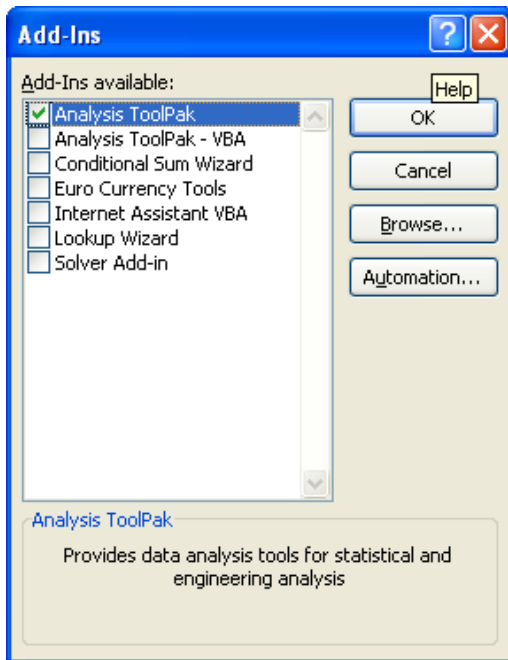 Add-Ins
?
Add-Ins available:
Help
Analysis ToolPak
OK
Analysis ToolPak - VBA
Conditional Sum Wizard
Cancel
Euro Currency Tools
Internet Assistant VBA
Browse...
Lookup Wizard
Solver Add-in
Automation...
Analysis ToolPak
Provides data analysis tools for statistical and
engineering analysis